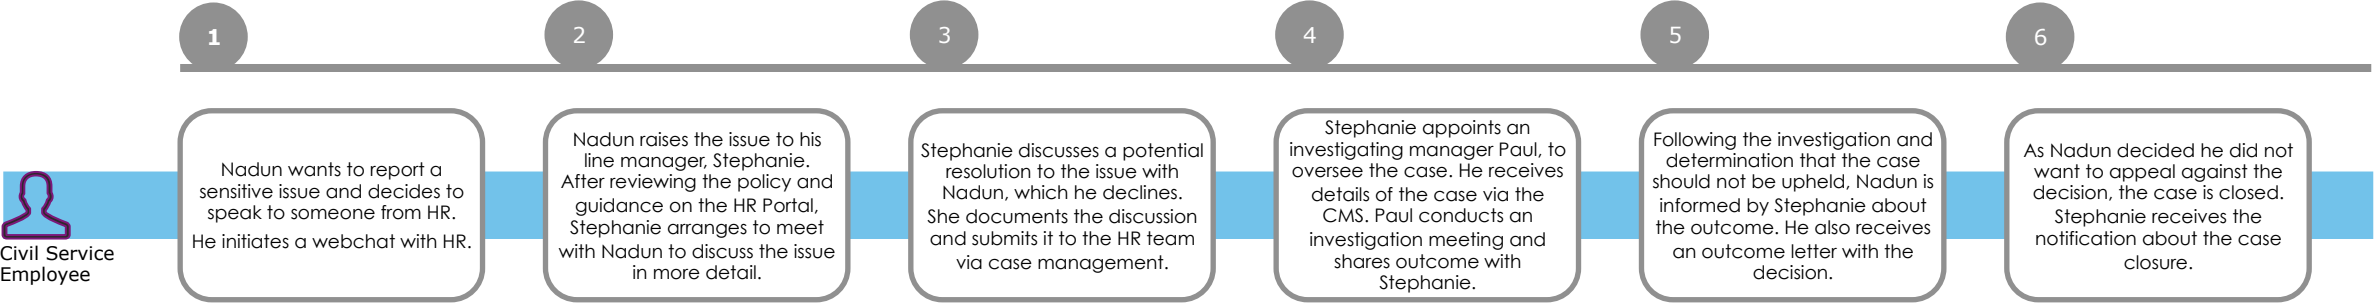 1
2
3
4
5
6
Civil Service
Employee
Nadun wants to report a
sensitive issue and decides to
speak to someone from HR.
He initiates a webchat with HR.
Nadun raises the issue to his
line manager, Stephanie.
After reviewing the policy and
guidance on the HR Portal,
Stephanie arranges to meet
with Nadun to discuss the issue
in more detail.
Stephanie discusses a potential
resolution to the issue with
Nadun, which he declines.
She documents the discussion
and submits it to the HR team
via case management.
Stephanie appoints an
investigating manager Paul, to
oversee the case. He receives
details of the case via the
CMS. Paul conducts an
investigation meeting and
shares outcome with
Stephanie.
Following the investigation and
determination that the case
should not be upheld, Nadun is
informed by Stephanie about
the outcome. He also receives
an outcome letter with the
decision.
As Nadun decided he did not
want to appeal against the
decision, the case is closed.
Stephanie receives the
notification about the case
closure.